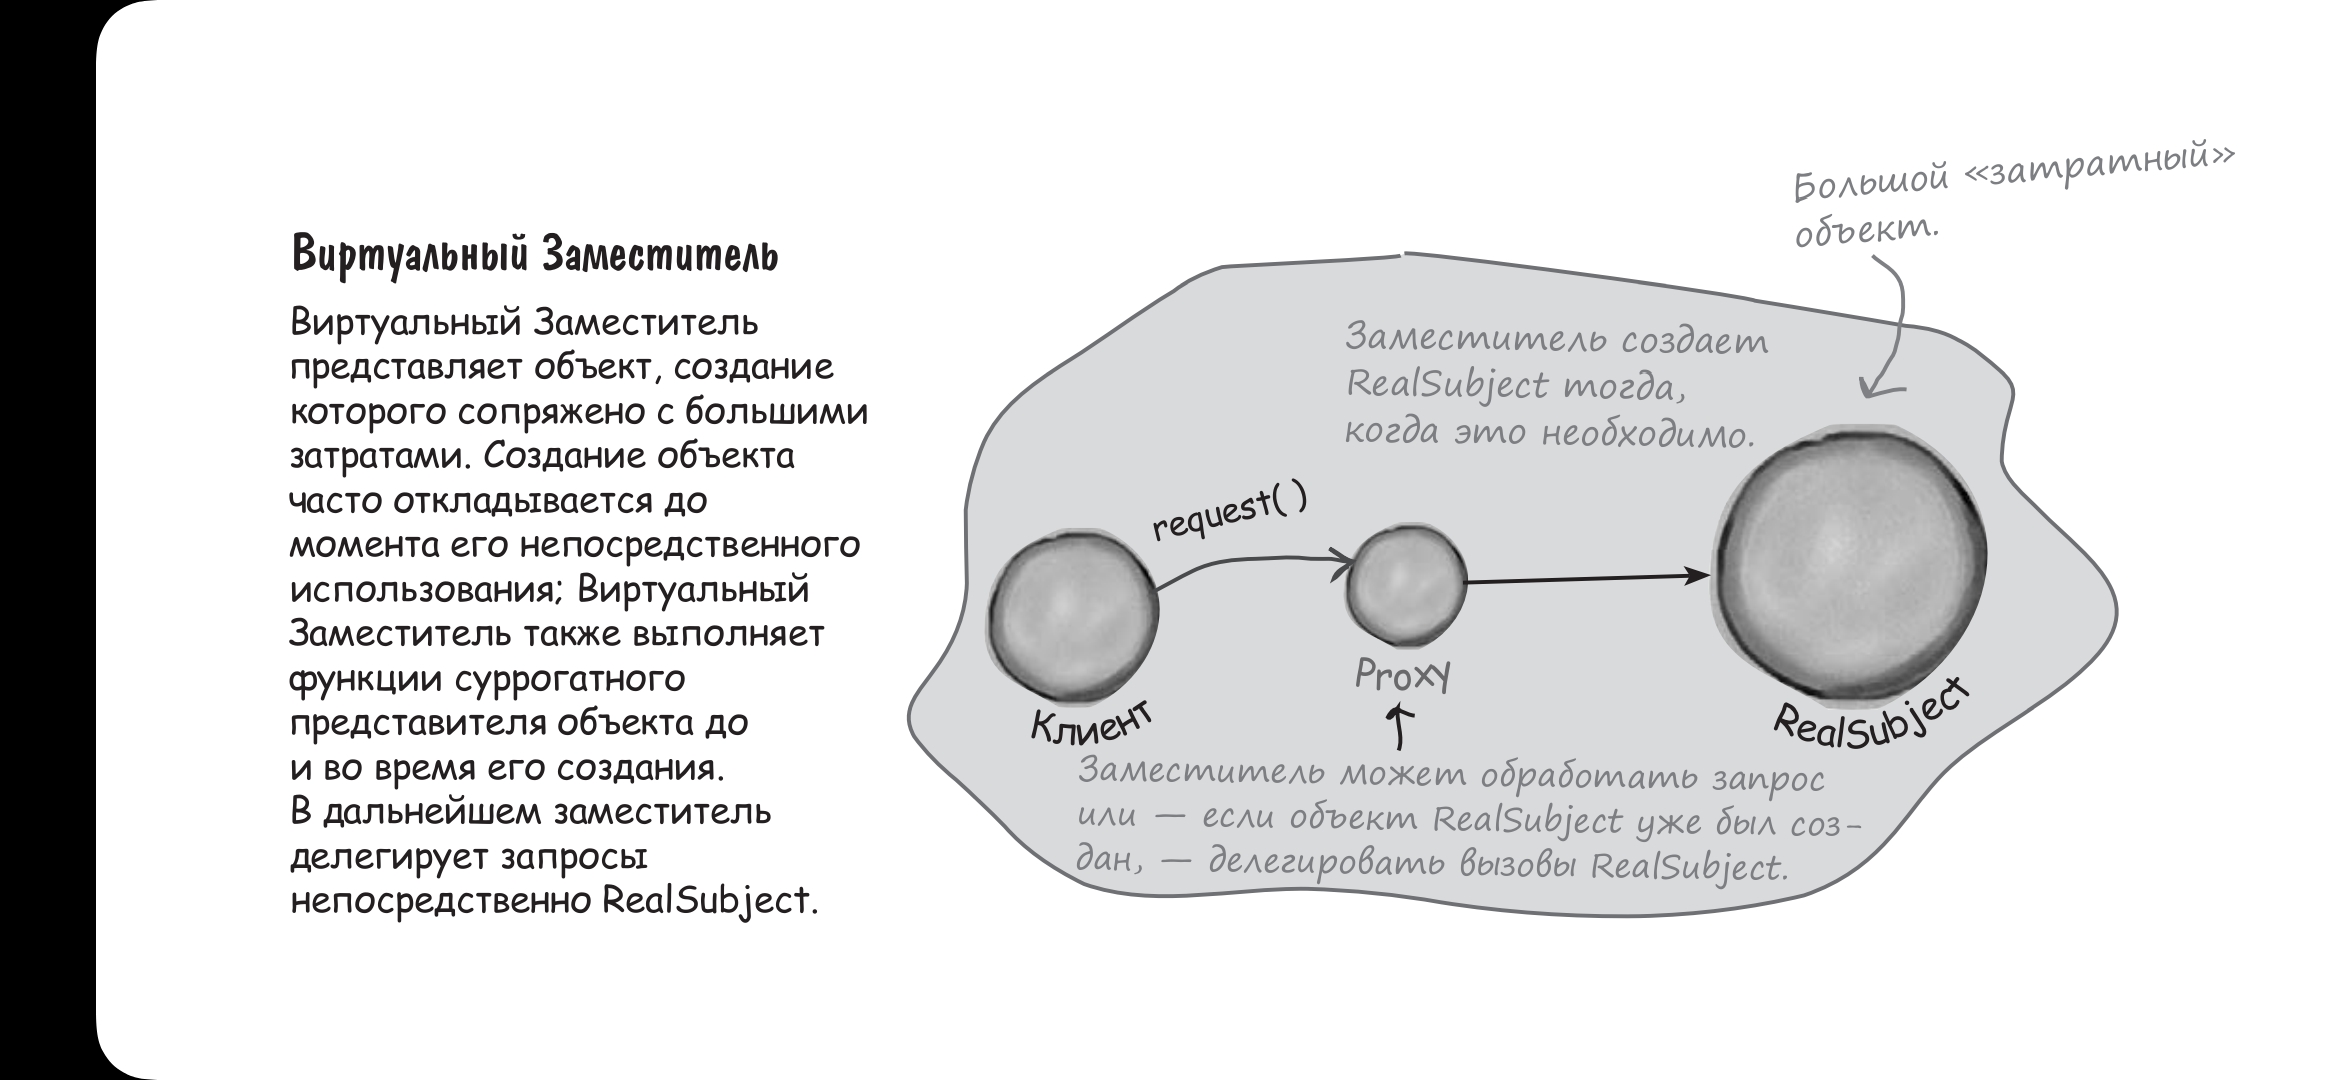 Виртуальный Заместитель
Виртуальный Заместитель
представляет объект, создание
которого сопряжено с большими
затратами. Создание объекта
часто откладывается до
момента его непосредственного
использования; Виртуальный
Заместитель также выполняет
функции суррогатного
представителя объекта до
и во время его создания.
В дальнейшем заместитель
делегирует запросы
непосредственно RealSubject.
Большой «затратный»
объект.
Заместитель создает
RealSubject тогда,
когда это необходимо.
request( )
Клиент
Proxy
RealSubject
Заместитель может обработать запрос
или — если объект RealSubject уже был соз-
дан, — делегировать вызовы RealSubject.